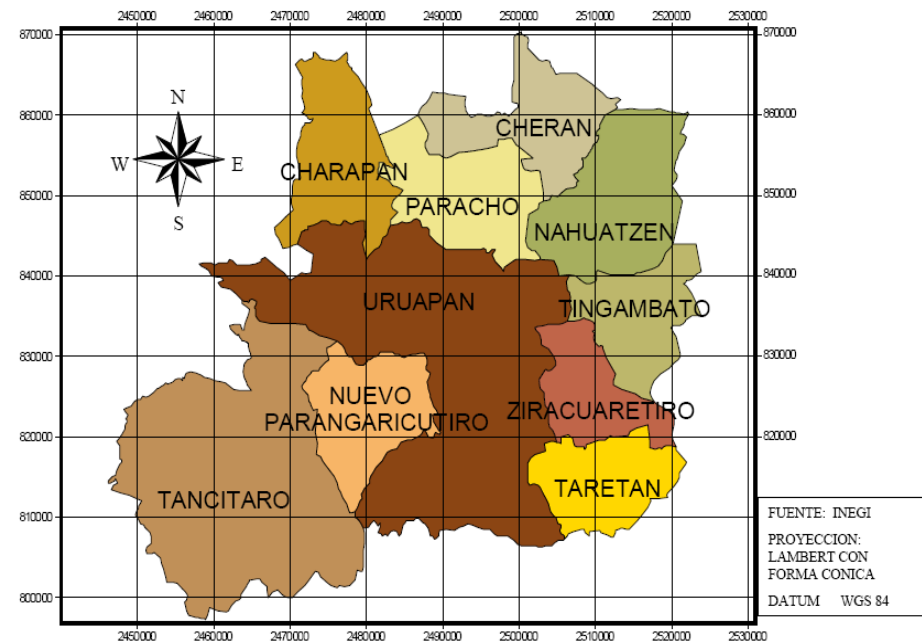 2450000 2460000 2470000 2480000 2490000 2500000 2510000 2520000 2530000
870000 870000
N
860000 860000
CHERAN
W E
CHARAPAN
850000 850000
PARACHO
S
NAHUATZEN
840000 840000
URUAPAN
TINGAMBATO
830000 830000
NUEVO
PARANGARICUTIRO
ZIRACUARETIRO
820000 820000
TARETAN
TANCITARO
810000
800000
FUENTE: INEGI
PROYECCION:
LAMBERT CON
FORMA CONICA
DATUM WGS 84
2450000 2460000 2470000 2480000 2490000 2500000 2510000 2520000 2530000